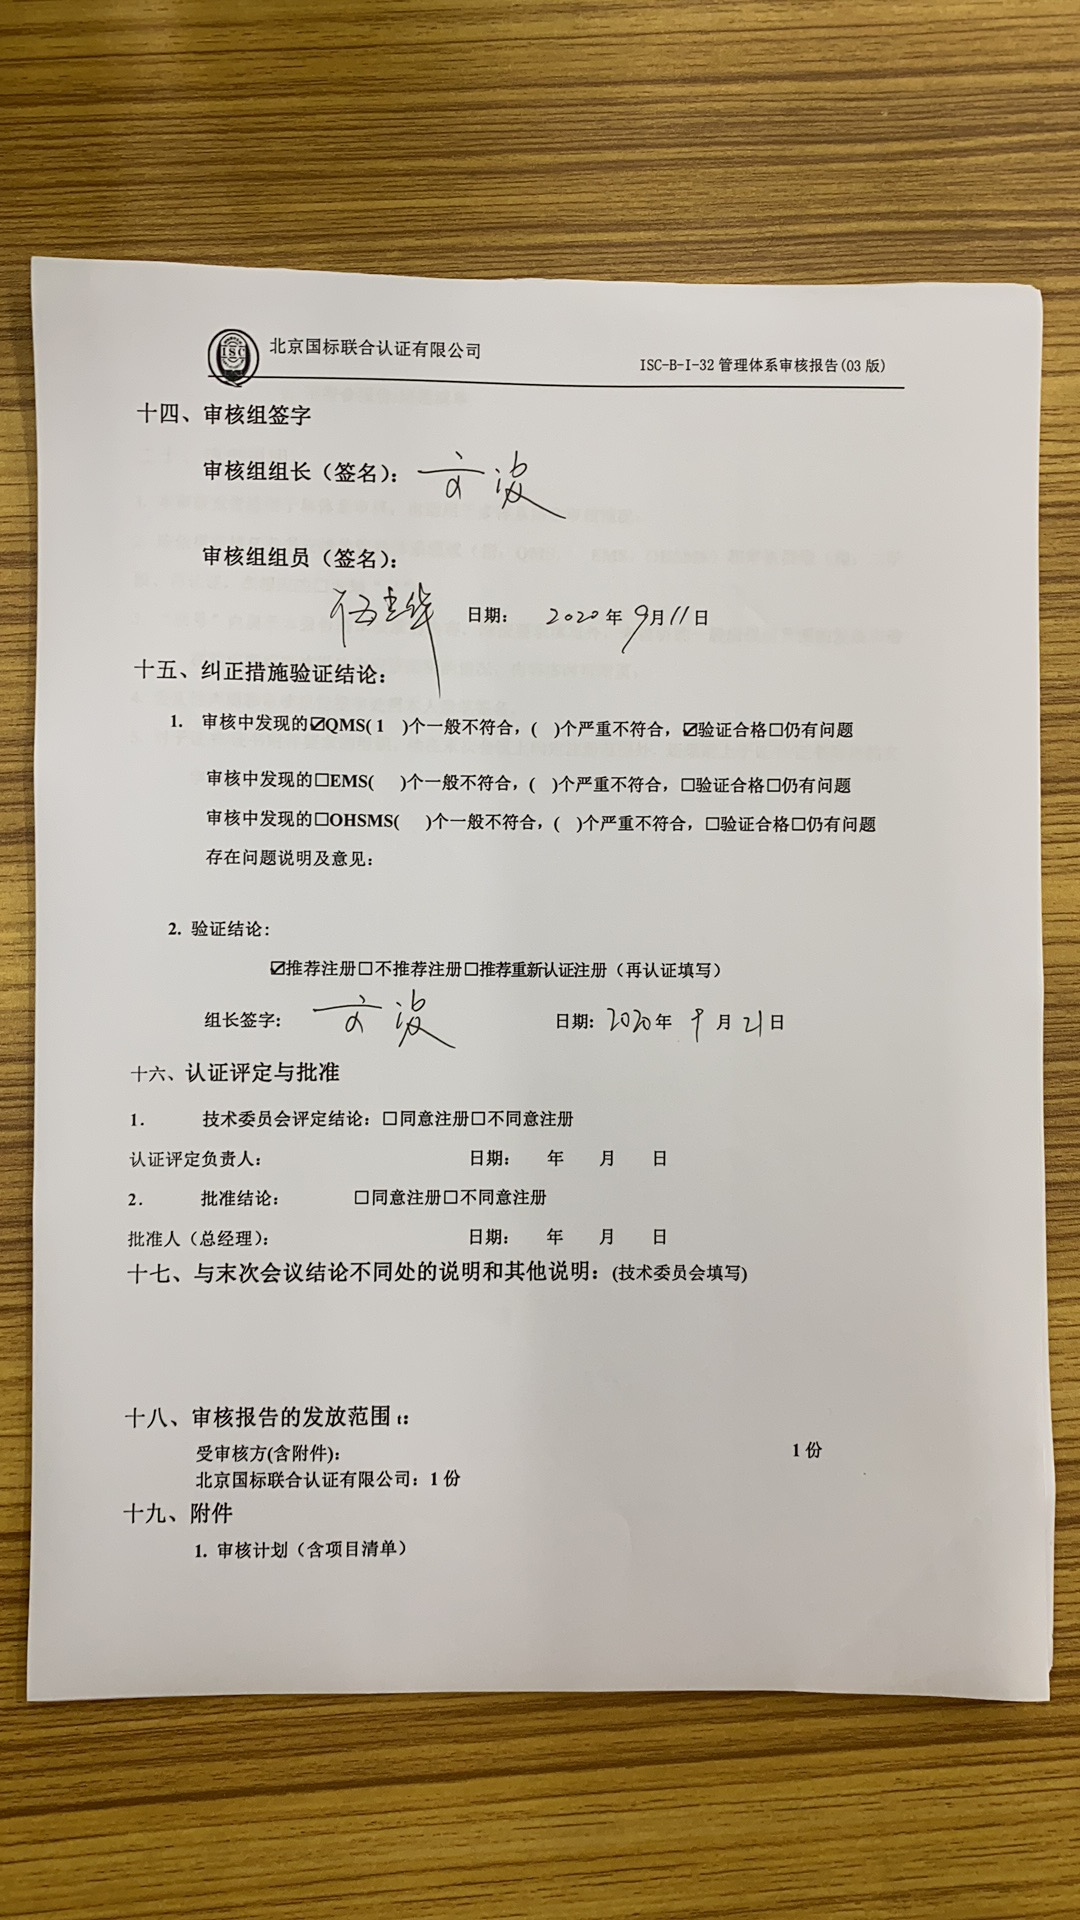 ISC
北京国标联合认证有限公司
ISC-B-I-32 管理体系审核报告(03 版)
十四、审核组签字
审核组组长（签名）：
审核组组员（签名）：
日期： 2020年 9月11日
十五、纠正措施验证结论：
1. 审核中发现的☑QMS( 1 )个一般不符合，( )个严重不符合，☑验证合格□仍有问题
审核中发现的□EMS( )个一般不符合，( )个严重不符合，□验证合格□仍有问题
审核中发现的□OHSMS( )个一般不符合，( )个严重不符合，□验证合格□仍有问题
存在问题说明及意见：
2. 验证结论：
☑推荐注册□不推荐注册□推荐重新认证注册（再认证填写）
组长签字： 日期：2020年 9 月 21日
十六、认证评定与批准
1. 技术委员会评定结论：□同意注册□不同意注册
认证评定负责人： 日期： 年 月 日
2. 批准结论： □同意注册□不同意注册
批准人（总经理）： 日期： 年 月 日
十七、与末次会议结论不同处的说明和其他说明：(技术委员会填写)
十八、审核报告的发放范围 t：
受审核方(含附件)： 1 份
北京国标联合认证有限公司：1 份
十九、附件
1. 审核计划（含项目清单）